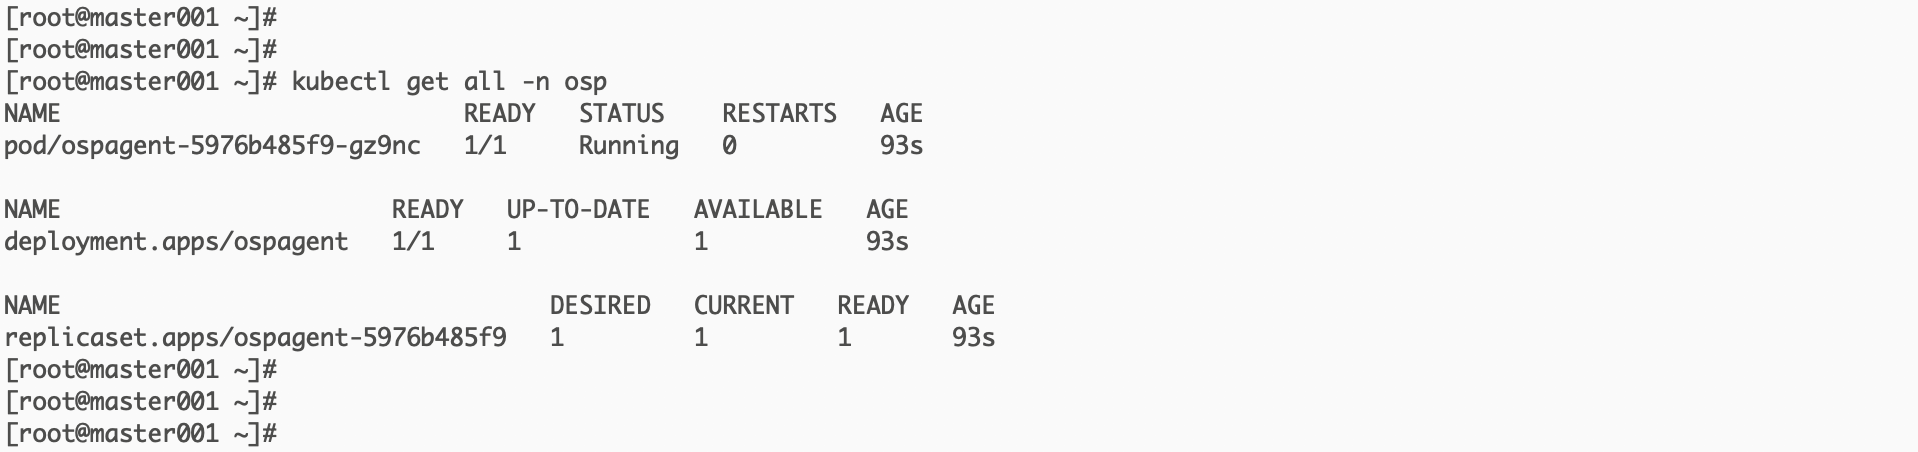 [root@master001 ~]#
[root@master001 ~]#
[root@master001 ~]# kubectl get all -n osp
NAME                            READY   STATUS    RESTARTS   AGE
pod/ospagent-5976b485f9-gz9nc   1/1     Running   0          93s

NAME                       READY   UP-TO-DATE   AVAILABLE   AGE
deployment.apps/ospagent   1/1     1            1           93s

NAME                                  DESIRED   CURRENT   READY   AGE
replicaset.apps/ospagent-5976b485f9   1         1         1       93s
[root@master001 ~]#
[root@master001 ~]#
[root@master001 ~]#